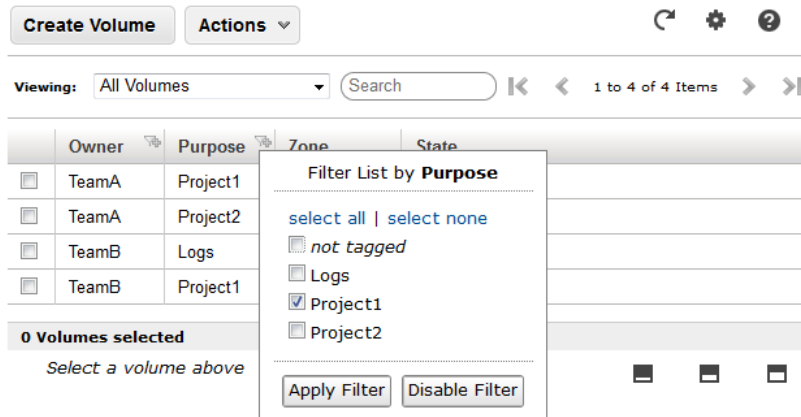 Create Volume Actions
Viewing: All Volumes Search 1 to 4 of 4 Items
Owner Purpose Zone State
TeamA Project1
TeamA Project2
TeamB Logs
TeamB Project1
Filter List by Purpose
select all | select none
not tagged
Logs
Project1
Project2
Apply Filter Disable Filter
0 Volumes selected
Select a volume above